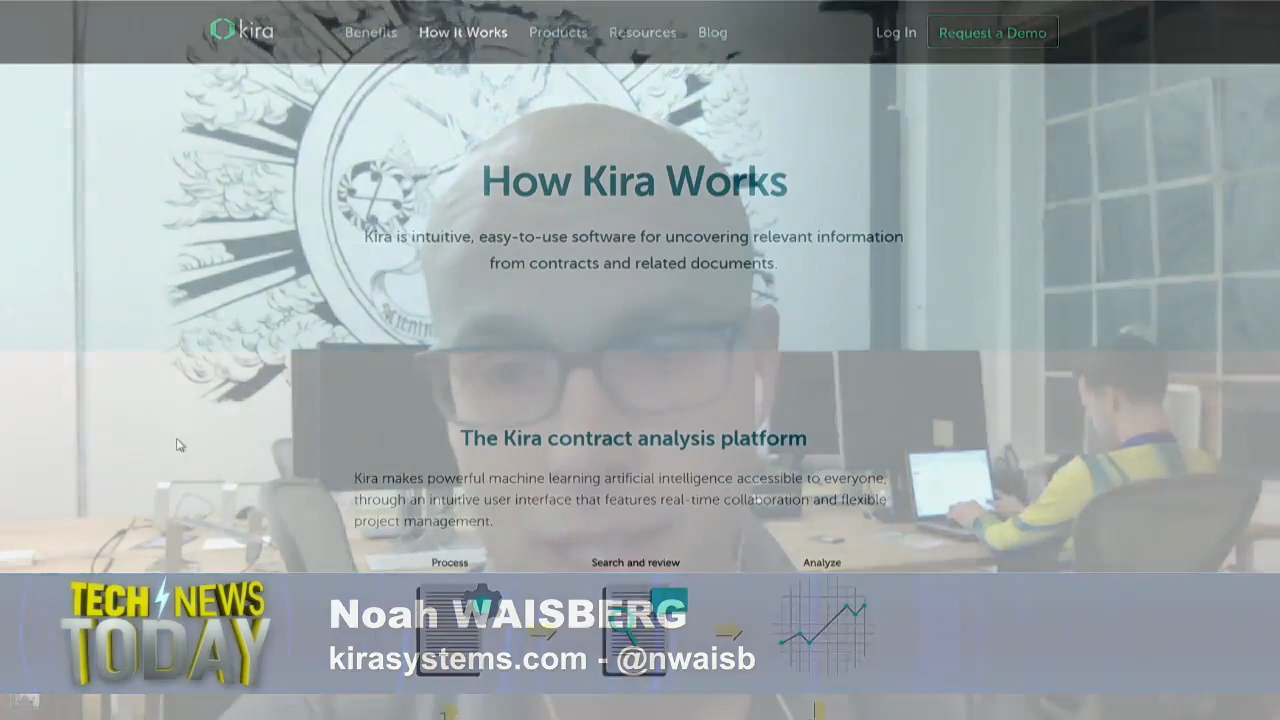 kira
Benefits How It Works Products Resources Blog Log In Request a Demo
How Kira Works
Kira is intuitive, easy-to-use software for uncovering relevant information
from contracts and related documents.
The Kira contract analysis platform
Kira makes powerful machine learning artificial intelligence accessible to everyone,
through an intuitive user interface that features real-time collaboration and flexible
project management.
Process Search and review Analyze
TECH NEWS
TODAY
Noah WAISBERG
kirasystems.com - @nwaisb